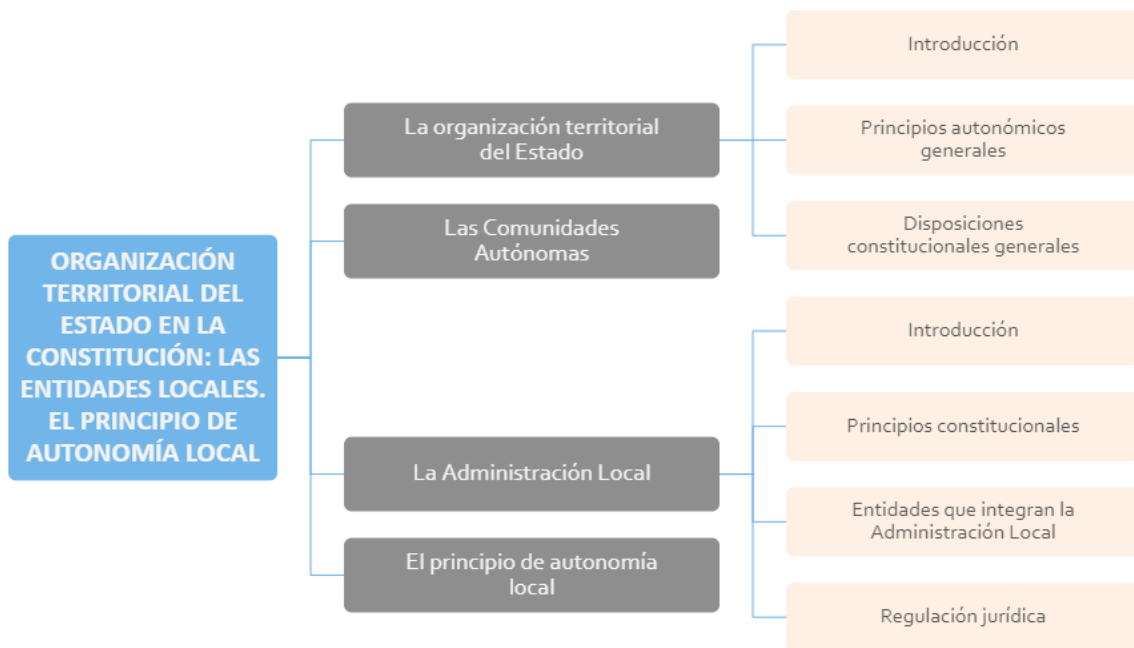 ORGANIZACIÓN
TERRITORIAL DEL
ESTADO EN LA
CONSTITUCIÓN: LAS
ENTIDADES LOCALES.
EL PRINCIPIO DE
AUTONOMÍA LOCAL
La organización territorial
del Estado
Introducción
Principios autonómicos
generales
Disposiciones
constitucionales generales
Las Comunidades
Autónomas
La Administración Local
Introducción
Principios constitucionales
Entidades que integran la
Administración Local
Regulación jurídica
El principio de autonomía
local